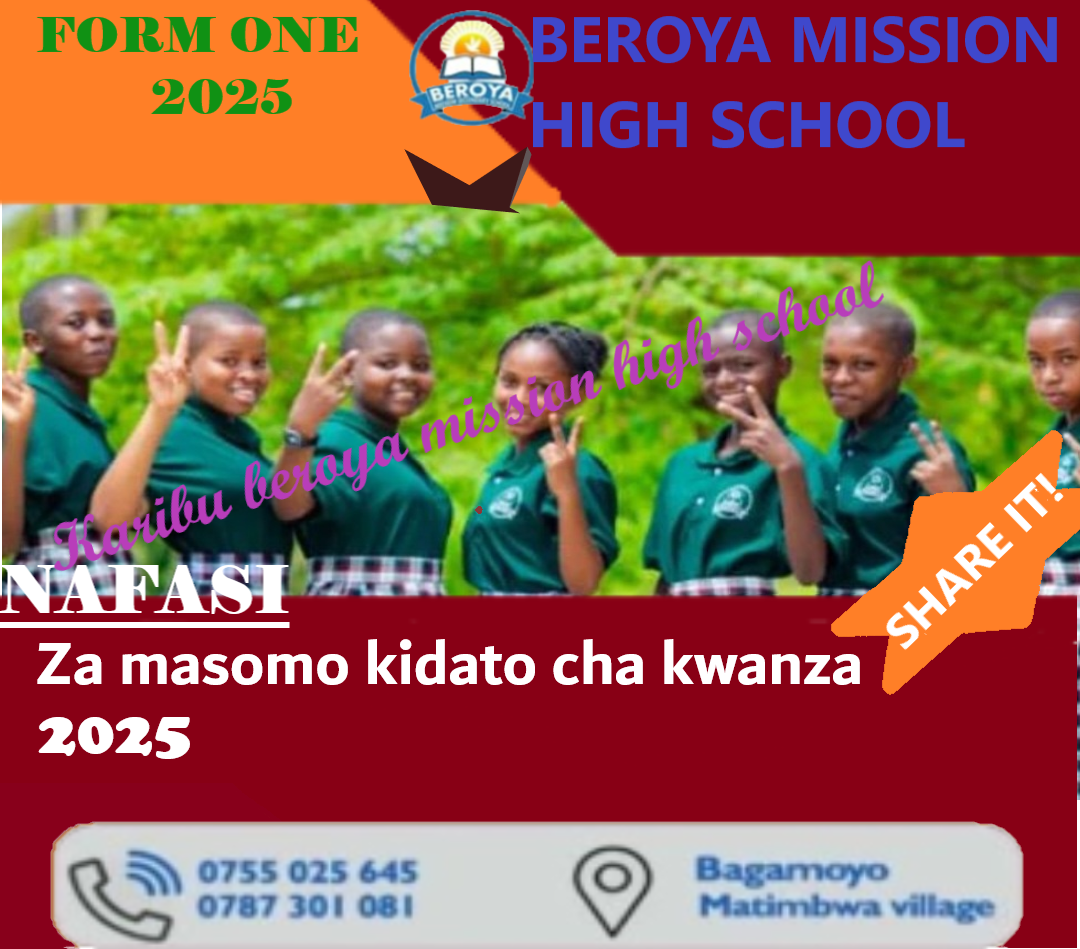 FORM ONE
2025
BEROYA
BEROYA MISSION
HIGH SCHOOL
Karibu beroya mission high school
SHARE IT!
NAFASI
Za masomo kidato cha kwanza
2025
0755 025 645
0787 301 081
Bagamoyo
Matimbwa village